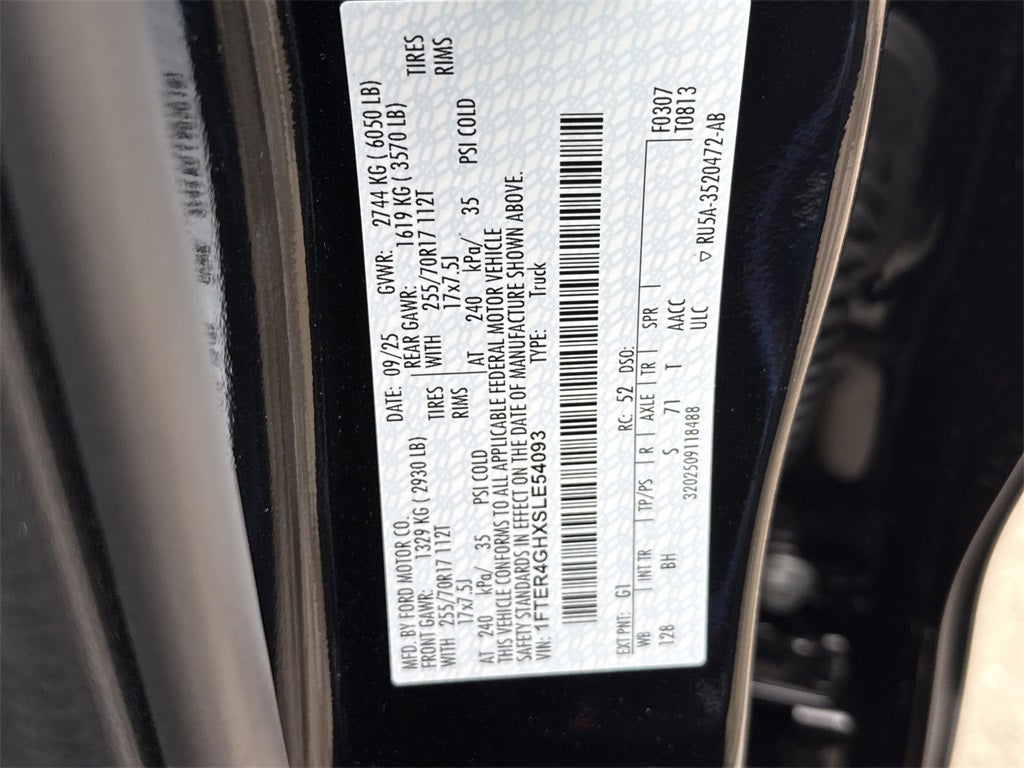 MFD. BY FORD MOTOR CO.
DATE: 09/25 GVWR: 2744 KG ( 6050 LB)
FRONT GAWR: 1329 KG ( 2930 LB)
REAR GAWR: 1619 KG ( 3570 LB)
WITH 255/70R17 112T TIRES
WITH 255/70R17 112T TIRES
17x7.5J RIMS
17x7.5J RIMS
AT 240 kPa/ 35 PSI COLD
AT 240 kPa/ 35 PSI COLD
THIS VEHICLE CONFORMS TO ALL APPLICABLE FEDERAL MOTOR VEHICLE
SAFETY STANDARDS IN EFFECT ON THE DATE OF MANUFACTURE SHOWN ABOVE.
VIN: 1FTER4GHXSLE54093 TYPE: Truck
EXT PNT: G1 RC: 52 DSO: F0307
WB INT TR TP/PS R AXLE TR SPR T0813
128 BH S 71 T AACC
3202509118488 ULC
▽ RU5A-3520472-AB